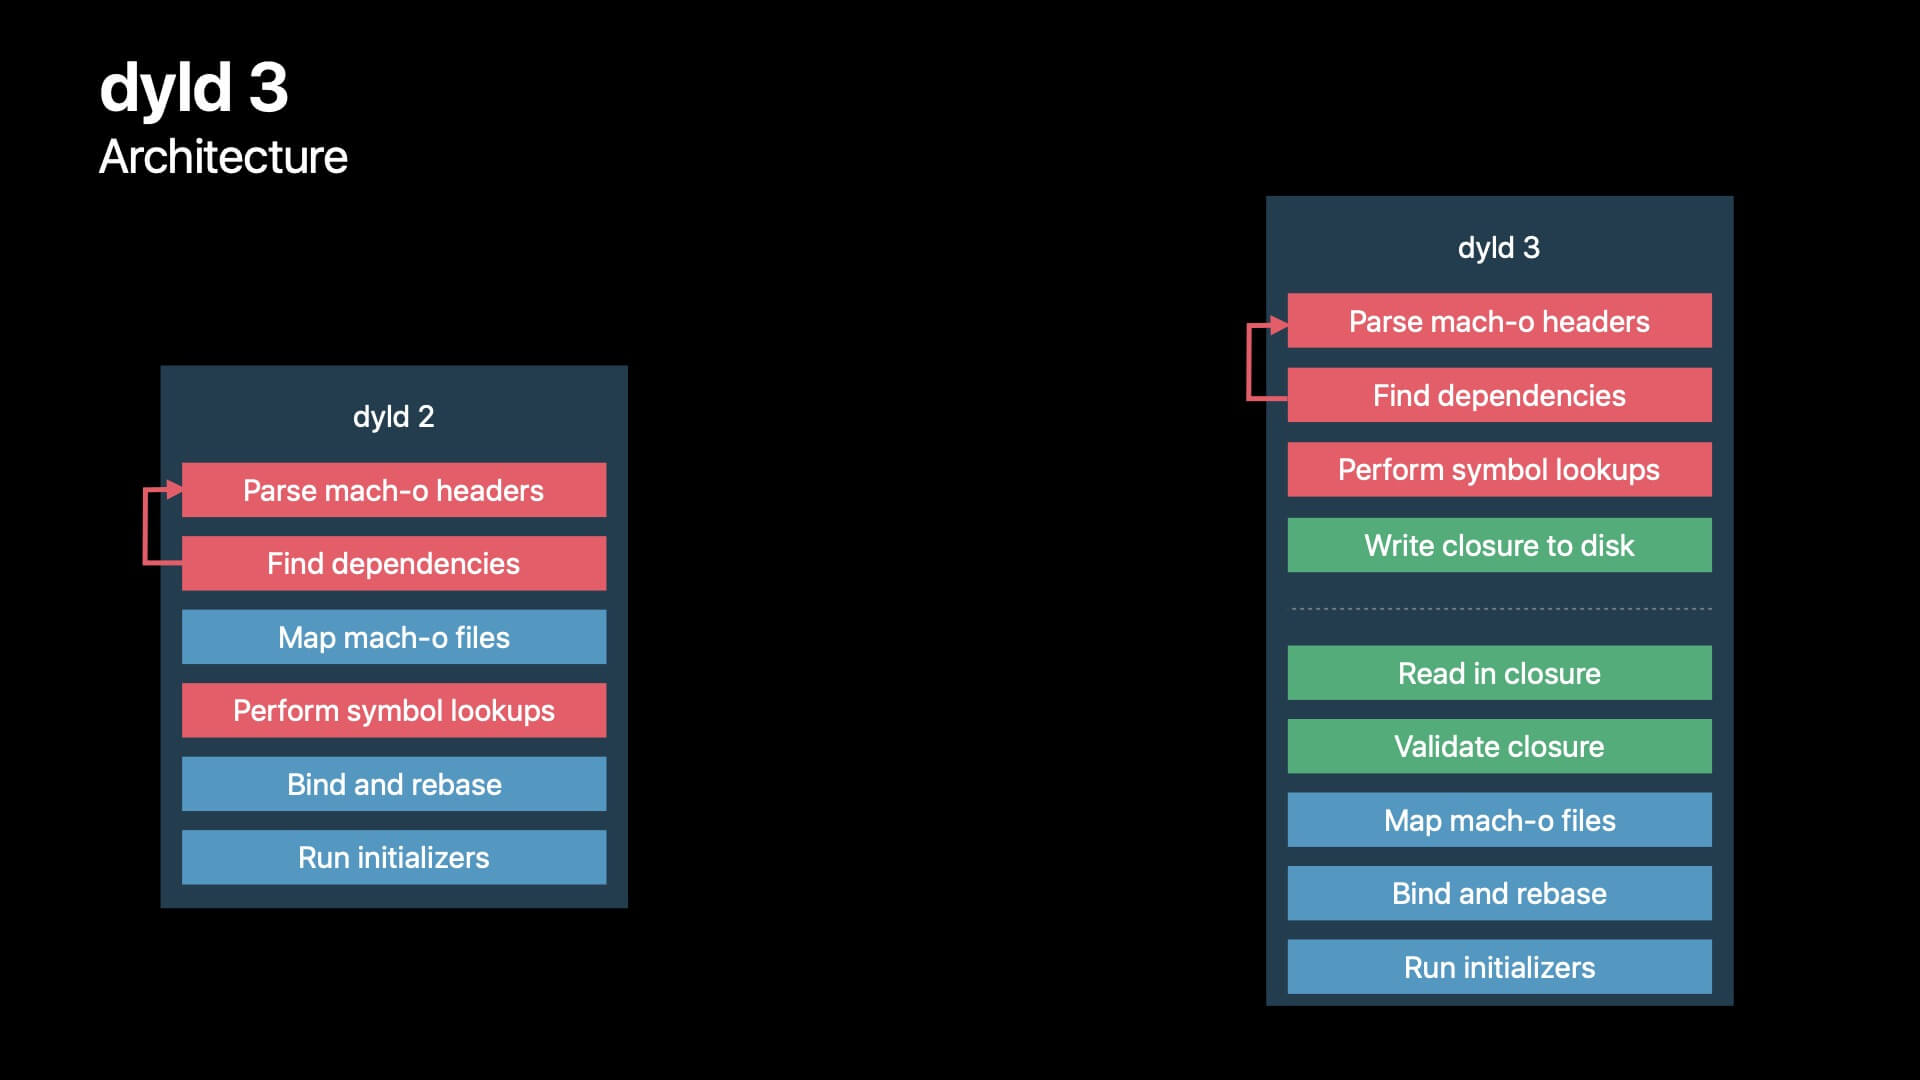 dyld 3
Architecture
dyld 2
Parse mach-o headers
Find dependencies
Map mach-o files
Perform symbol lookups
Bind and rebase
Run initializers
dyld 3
Parse mach-o headers
Find dependencies
Perform symbol lookups
Write closure to disk
Read in closure
Validate closure
Map mach-o files
Bind and rebase
Run initializers